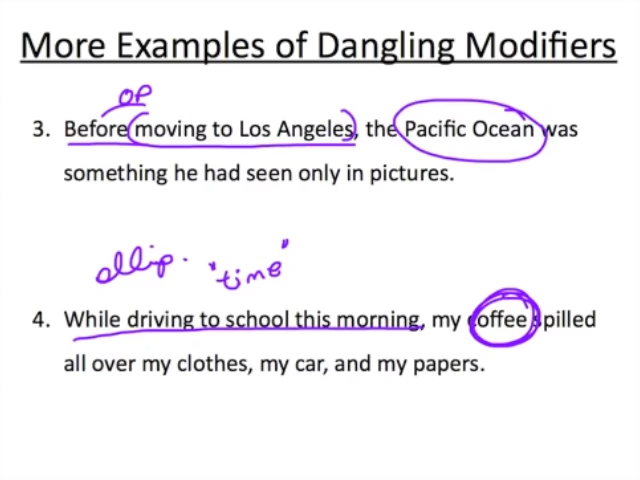 More Examples of Dangling Modifiers
OP
3. Before (moving to Los Angeles), the Pacific Ocean was
something he had seen only in pictures.
ellip. "time"
4. While driving to school this morning, my coffee spilled
all over my clothes, my car, and my papers.